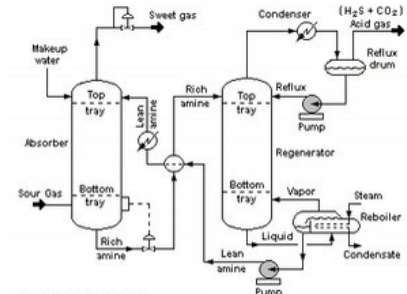 Sweet gas
Makeup
water
Top
tray
Absorber
Bottom
tray
Sour Gas
Rich
amine
Lean
amine
Rich
amine
Condenser
(H2S + CO2)
Acid gas
Reflux
drum
Reflux
Pump
Top
tray
Regenerator
Bottom
tray
Vapor
Steam
Reboiler
Liquid
Condensate
Lean
amine
Pump